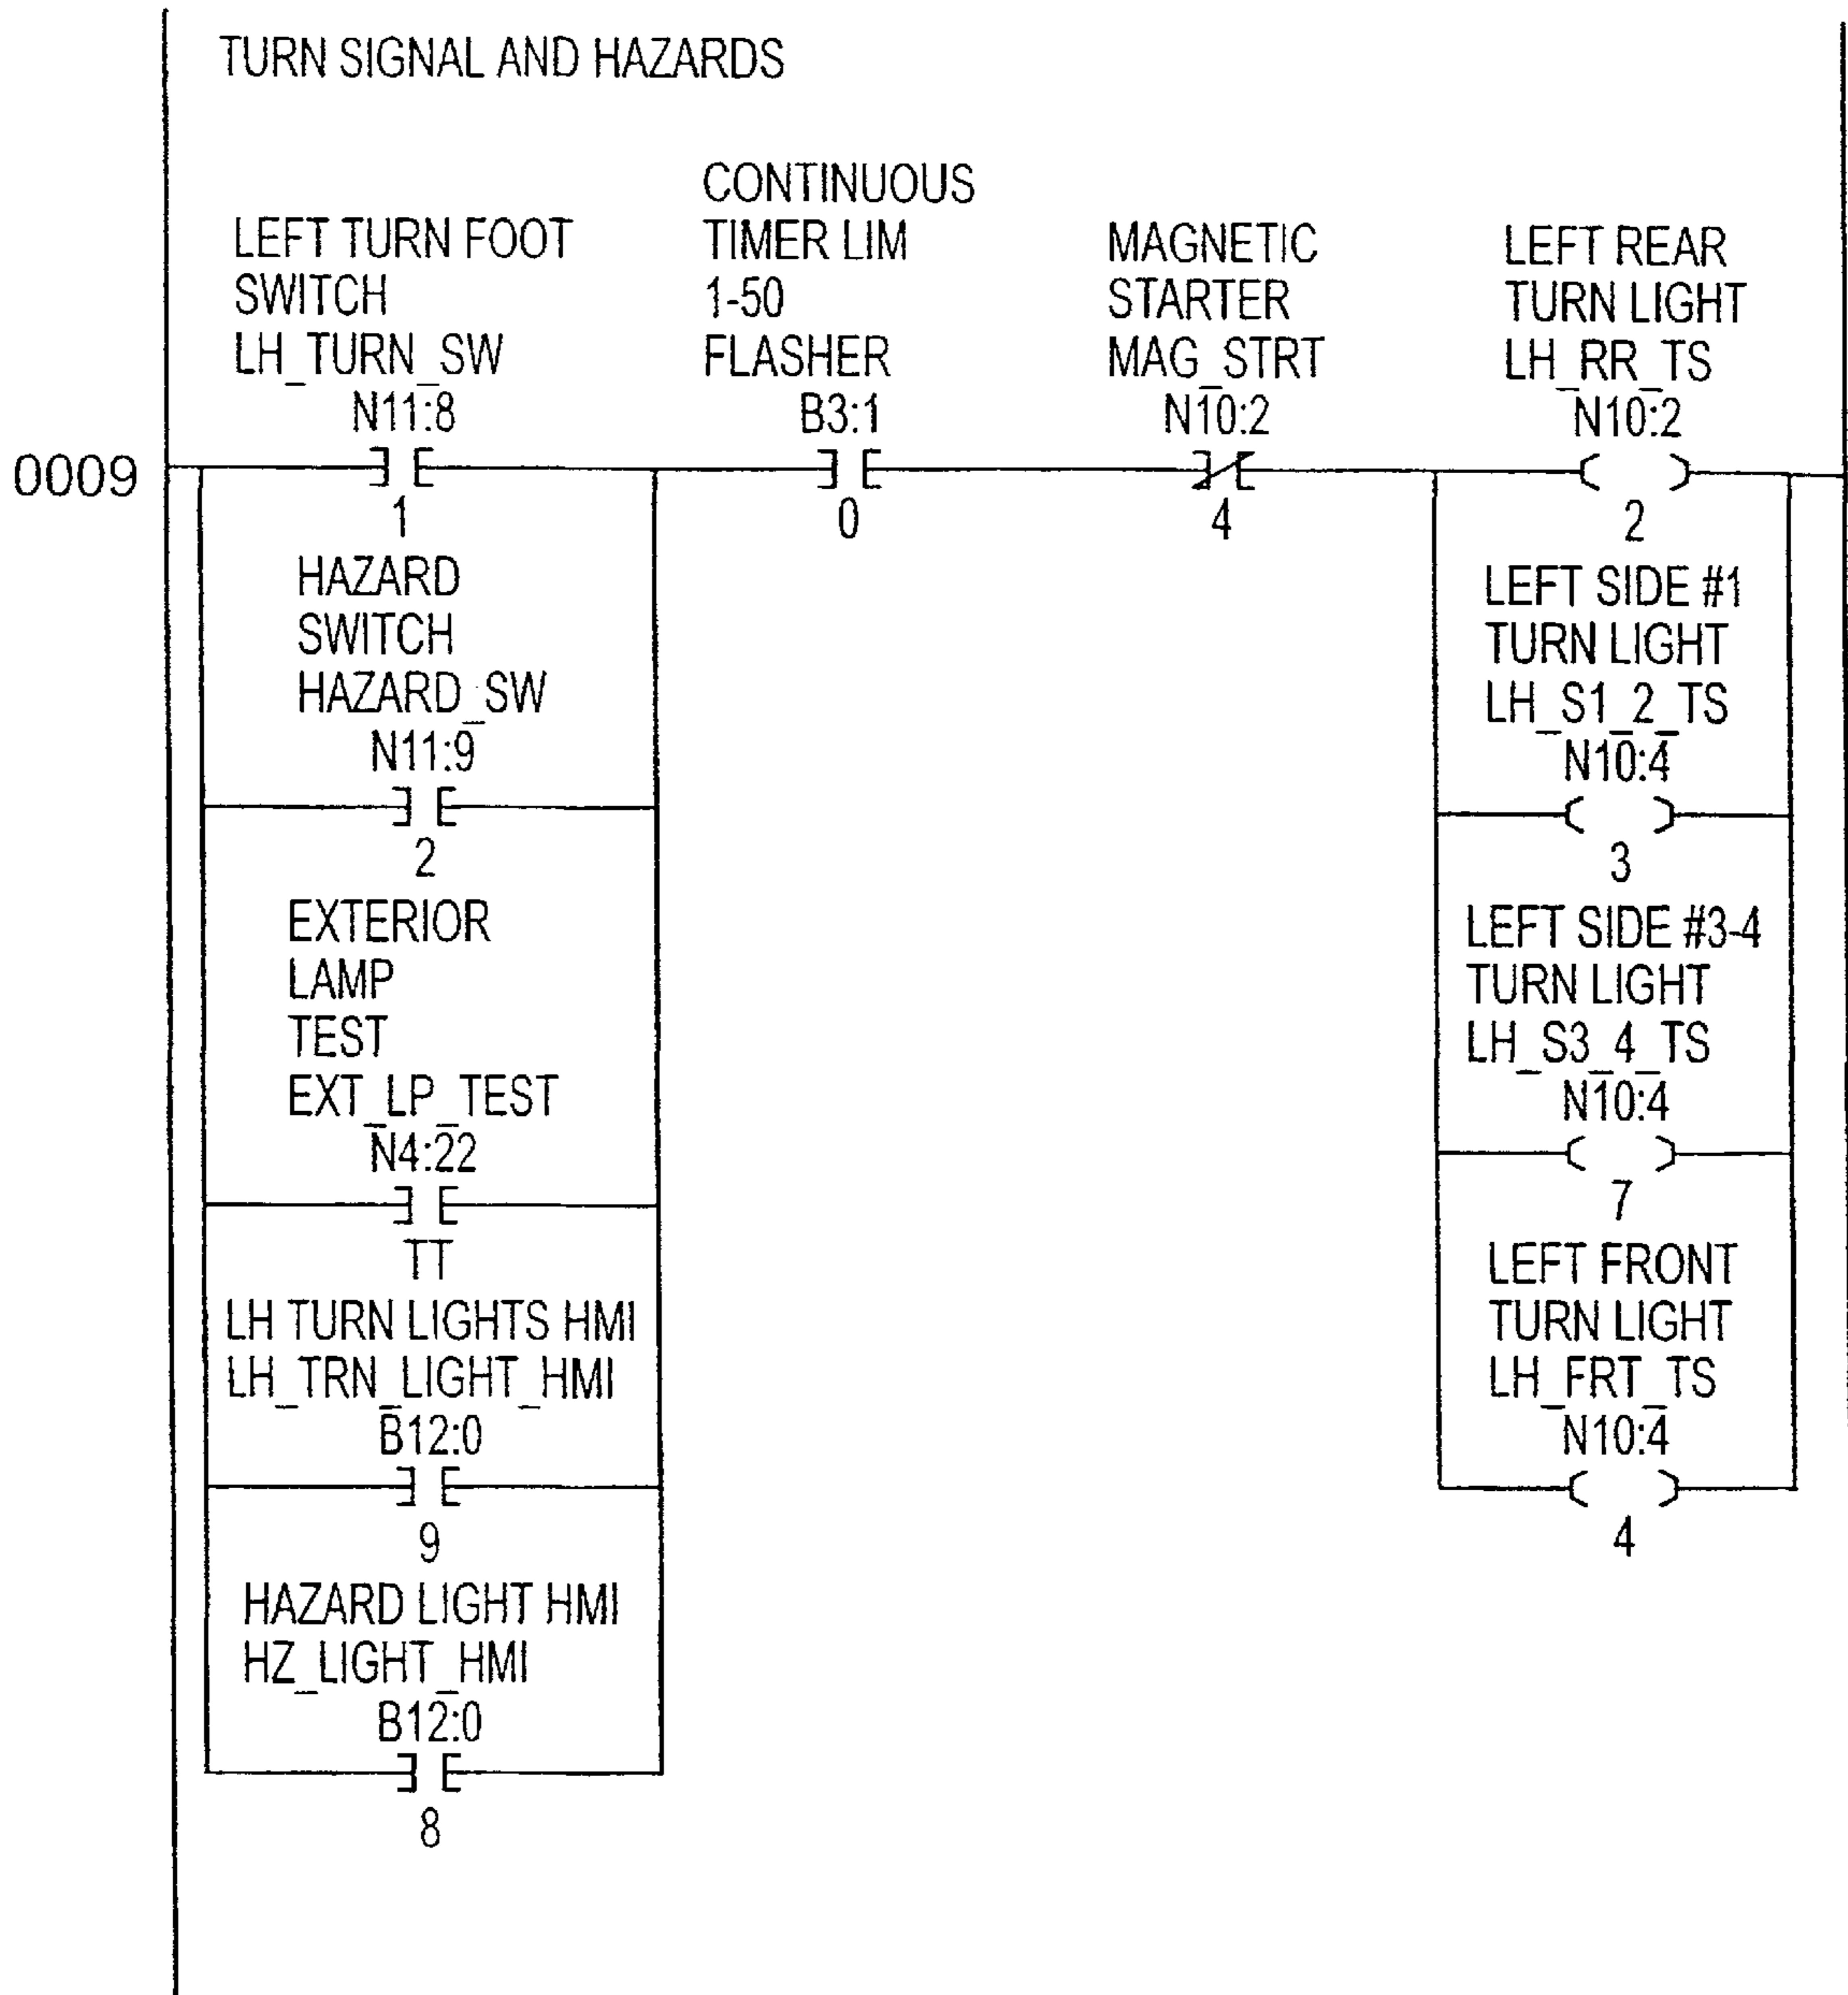 TURN SIGNAL AND HAZARDS
LEFT TURN FOOT
SWITCH
LH_TURN_SW
N11:8
1
CONTINUOUS
TIMER LIM
1-50
FLASHER
B3:1
0
MAGNETIC
STARTER
MAG_STRT
N10:2
4
LEFT REAR
TURN LIGHT
LH_RR_TS
N10:2
2
0009
HAZARD
SWITCH
HAZARD_SW
N11:9
2
EXTERIOR
LAMP
TEST
EXT_LP_TEST
N4:22
TT
LH TURN LIGHTS HMI
LH_TRN_LIGHT_HMI
B12:0
9
HAZARD LIGHT HMI
HZ_LIGHT_HMI
B12:0
8
LEFT SIDE #1
TURN LIGHT
LH_S1_2_TS
N10:4
3
LEFT SIDE #3-4
TURN LIGHT
LH_S3_4_TS
N10:4
7
LEFT FRONT
TURN LIGHT
LH_FRT_TS
N10:4
4